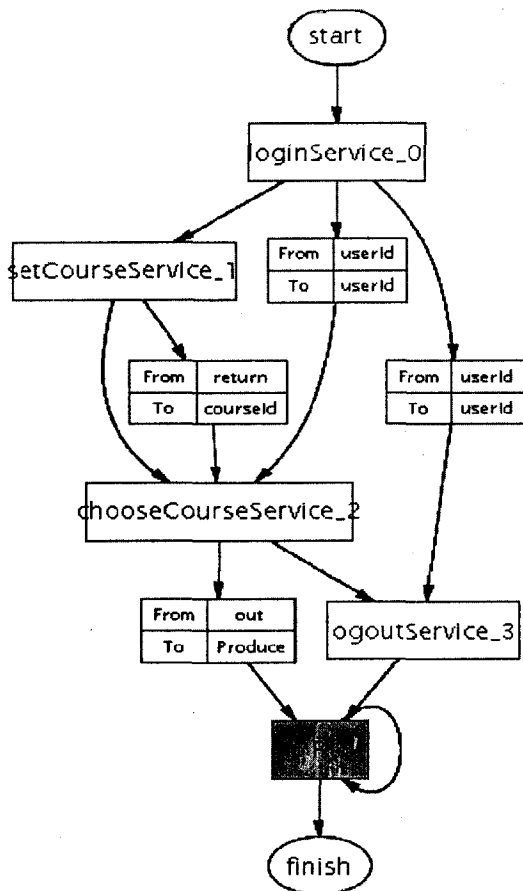 start
loginService_0
setCourseService_1
From userId
To userId
From return
To courseId
From userId
To userId
chooseCourseService_2
From out
To Produce
ogoutService_3
finish